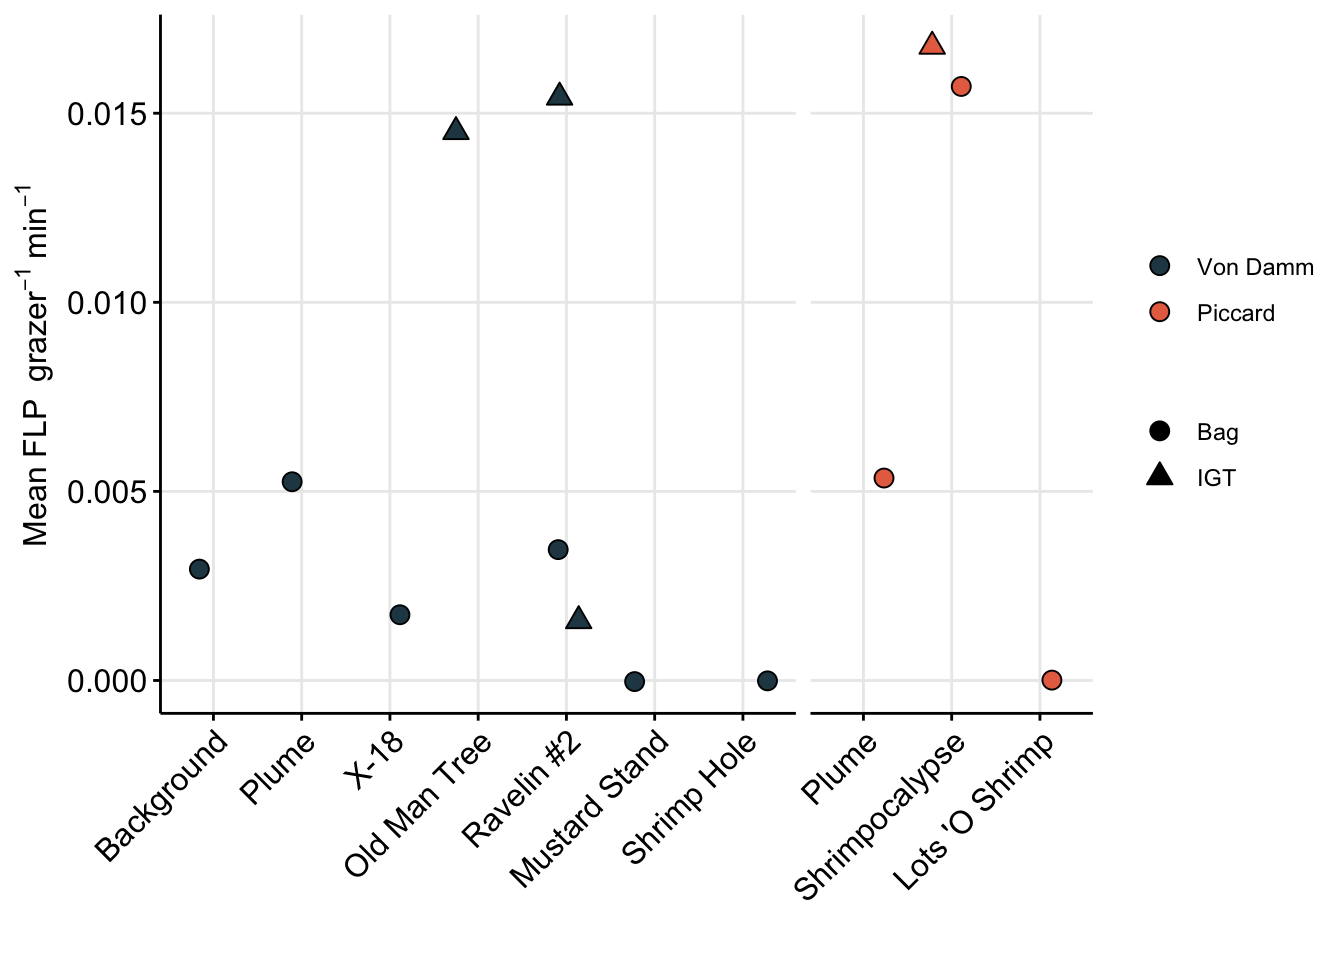 Mean FLP grazer⁻¹ min⁻¹
0.015
0.010
0.005
0.000
Background
Plume
X-18
Old Man Tree
Ravelin #2
Mustard Stand
Shrimp Hole
Plume
Shrimpocalypse
Lots 'O Shrimp
Von Damm
Piccard
Bag
IGT